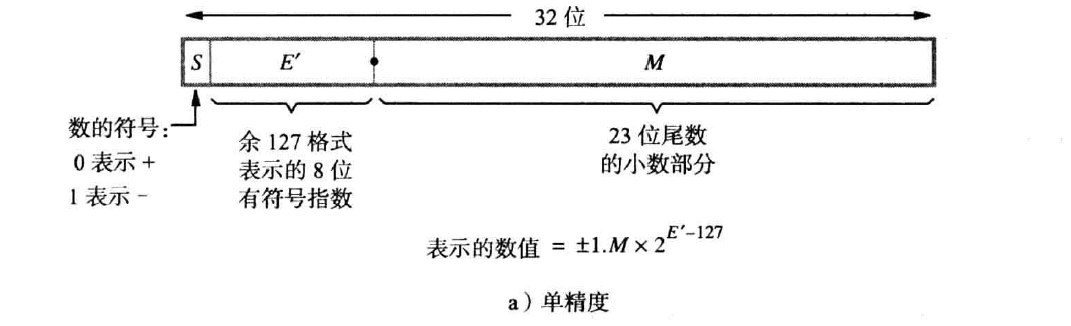 32 位
S E′ M
数的符号:
0 表示 +
1 表示 -
余 127 格式
表示的 8 位
有符号指数
23 位尾数
的小数部分
表示的数值 = ±1.M × 2^{E′-127}
a）单精度